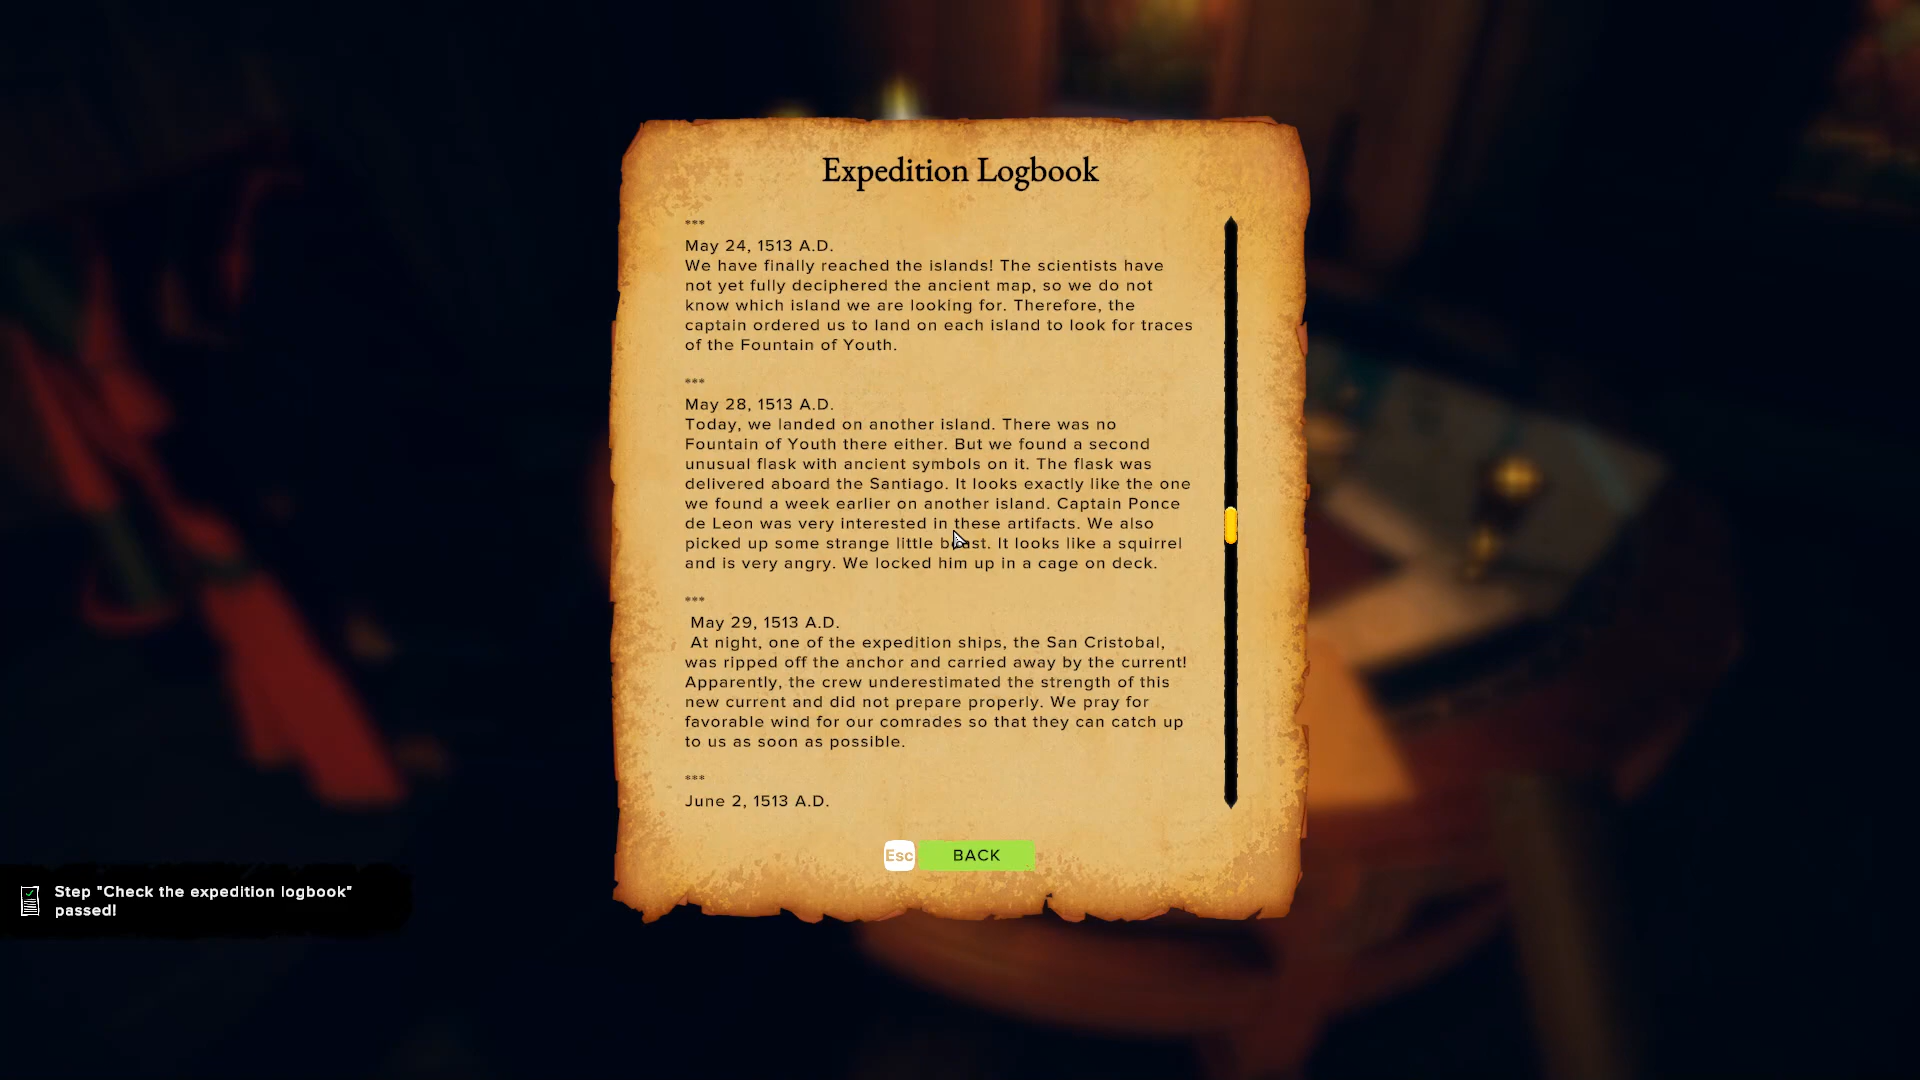 Expedition Logbook
***
May 24, 1513 A.D.
We have finally reached the islands! The scientists have
not yet fully deciphered the ancient map, so we do not
know which island we are looking for. Therefore, the
captain ordered us to land on each island to look for traces
of the Fountain of Youth.
***
May 28, 1513 A.D.
Today, we landed on another island. There was no
Fountain of Youth there either. But we found a second
unusual flask with ancient symbols on it. The flask was
delivered aboard the Santiago. It looks exactly like the one
we found a week earlier on another island. Captain Ponce
de Leon was very interested in these artifacts. We also
picked up some strange little beast. It looks like a squirrel
and is very angry. We locked him up in a cage on deck.
***
May 29, 1513 A.D.
At night, one of the expedition ships, the San Cristobal,
was ripped off the anchor and carried away by the current!
Apparently, the crew underestimated the strength of this
new current and did not prepare properly. We pray for
favorable wind for our comrades so that they can catch up
to us as soon as possible.
***
June 2, 1513 A.D.
Esc BACK
Step "Check the expedition logbook"
passed!